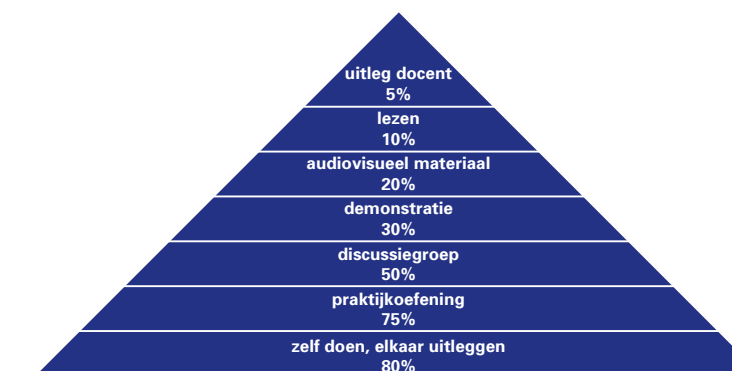 uitleg docent
5%
lezen
10%
audiovisueel materiaal
20%
demonstratie
30%
discussiegroep
50%
praktijkoefening
75%
zelf doen, elkaar uitleggen
80%